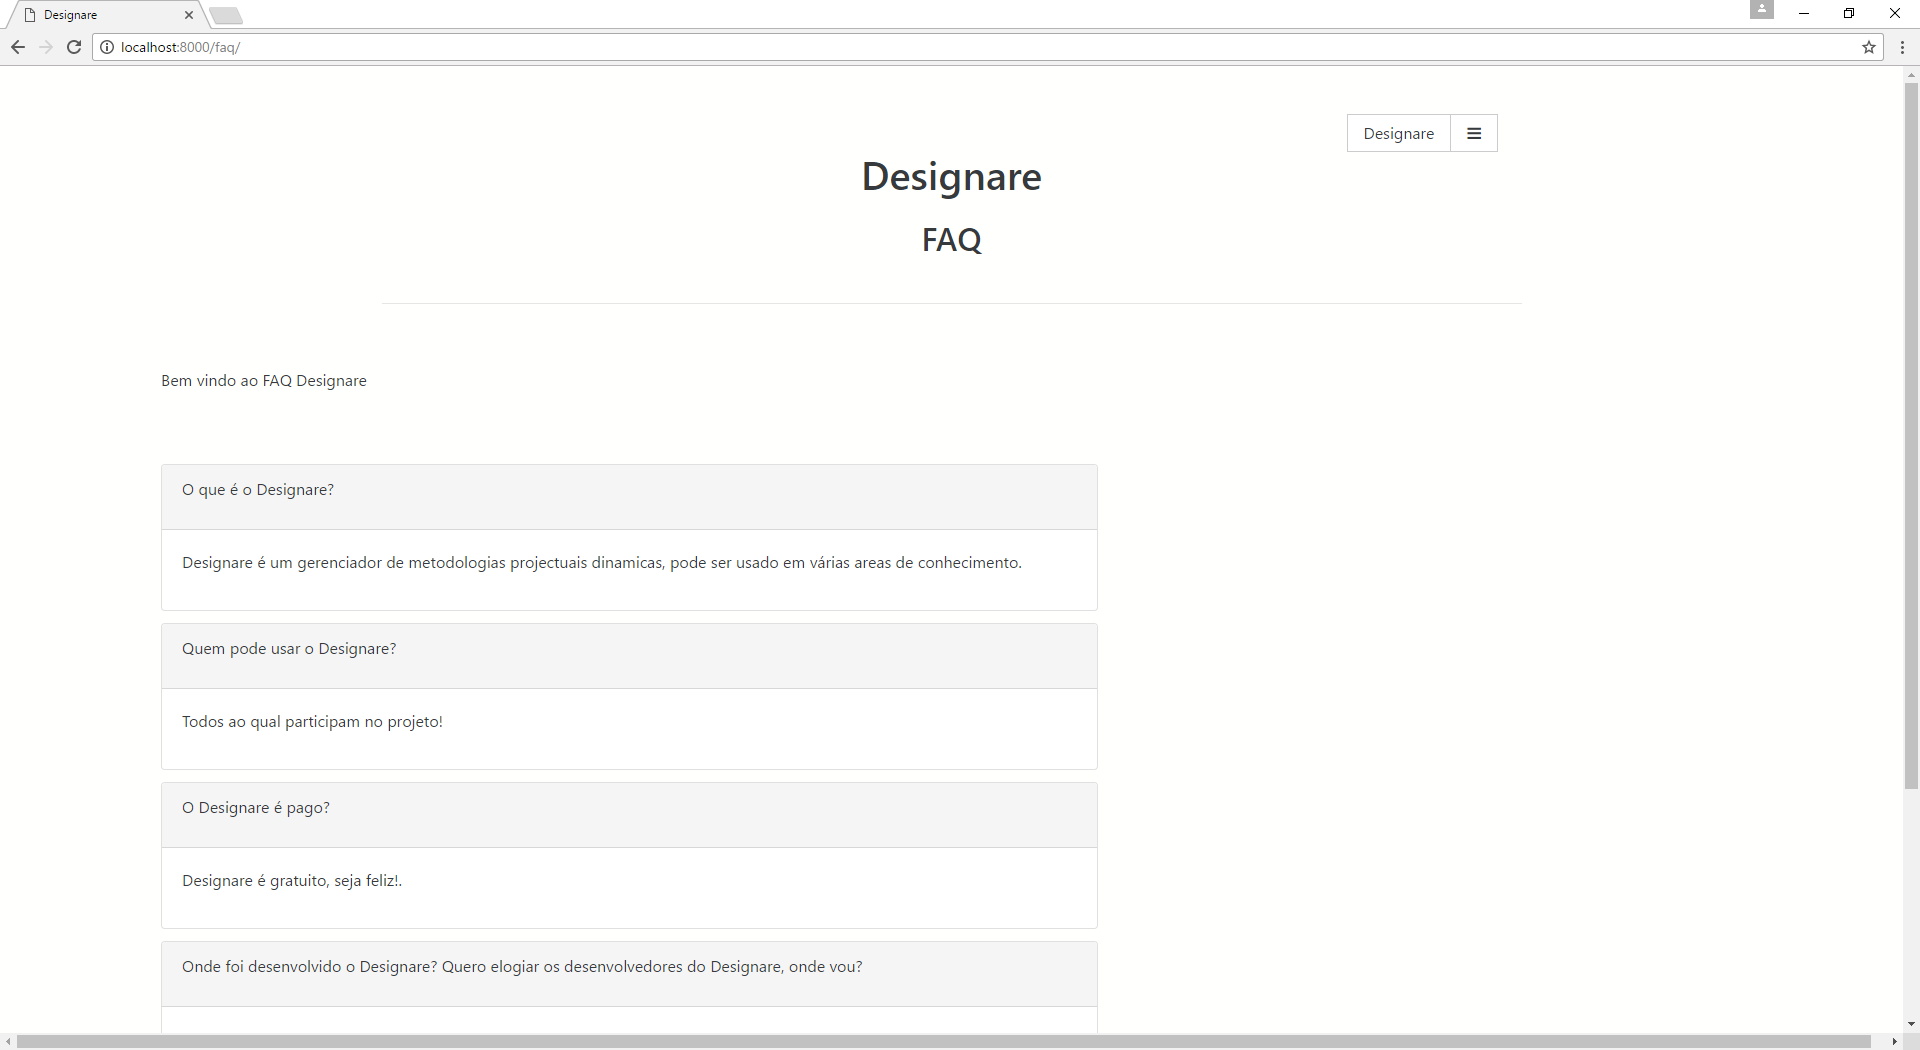 Designare
localhost:8000/faq/
Designare
Designare
FAQ
Bem vindo ao FAQ Designare
O que é o Designare?
Designare é um gerenciador de metodologias projectuais dinamicas, pode ser usado em várias areas de conhecimento.
Quem pode usar o Designare?
Todos ao qual participam no projeto!
O Designare é pago?
Designare é gratuito, seja feliz!.
Onde foi desenvolvido o Designare? Quero elogiar os desenvolvedores do Designare, onde vou?